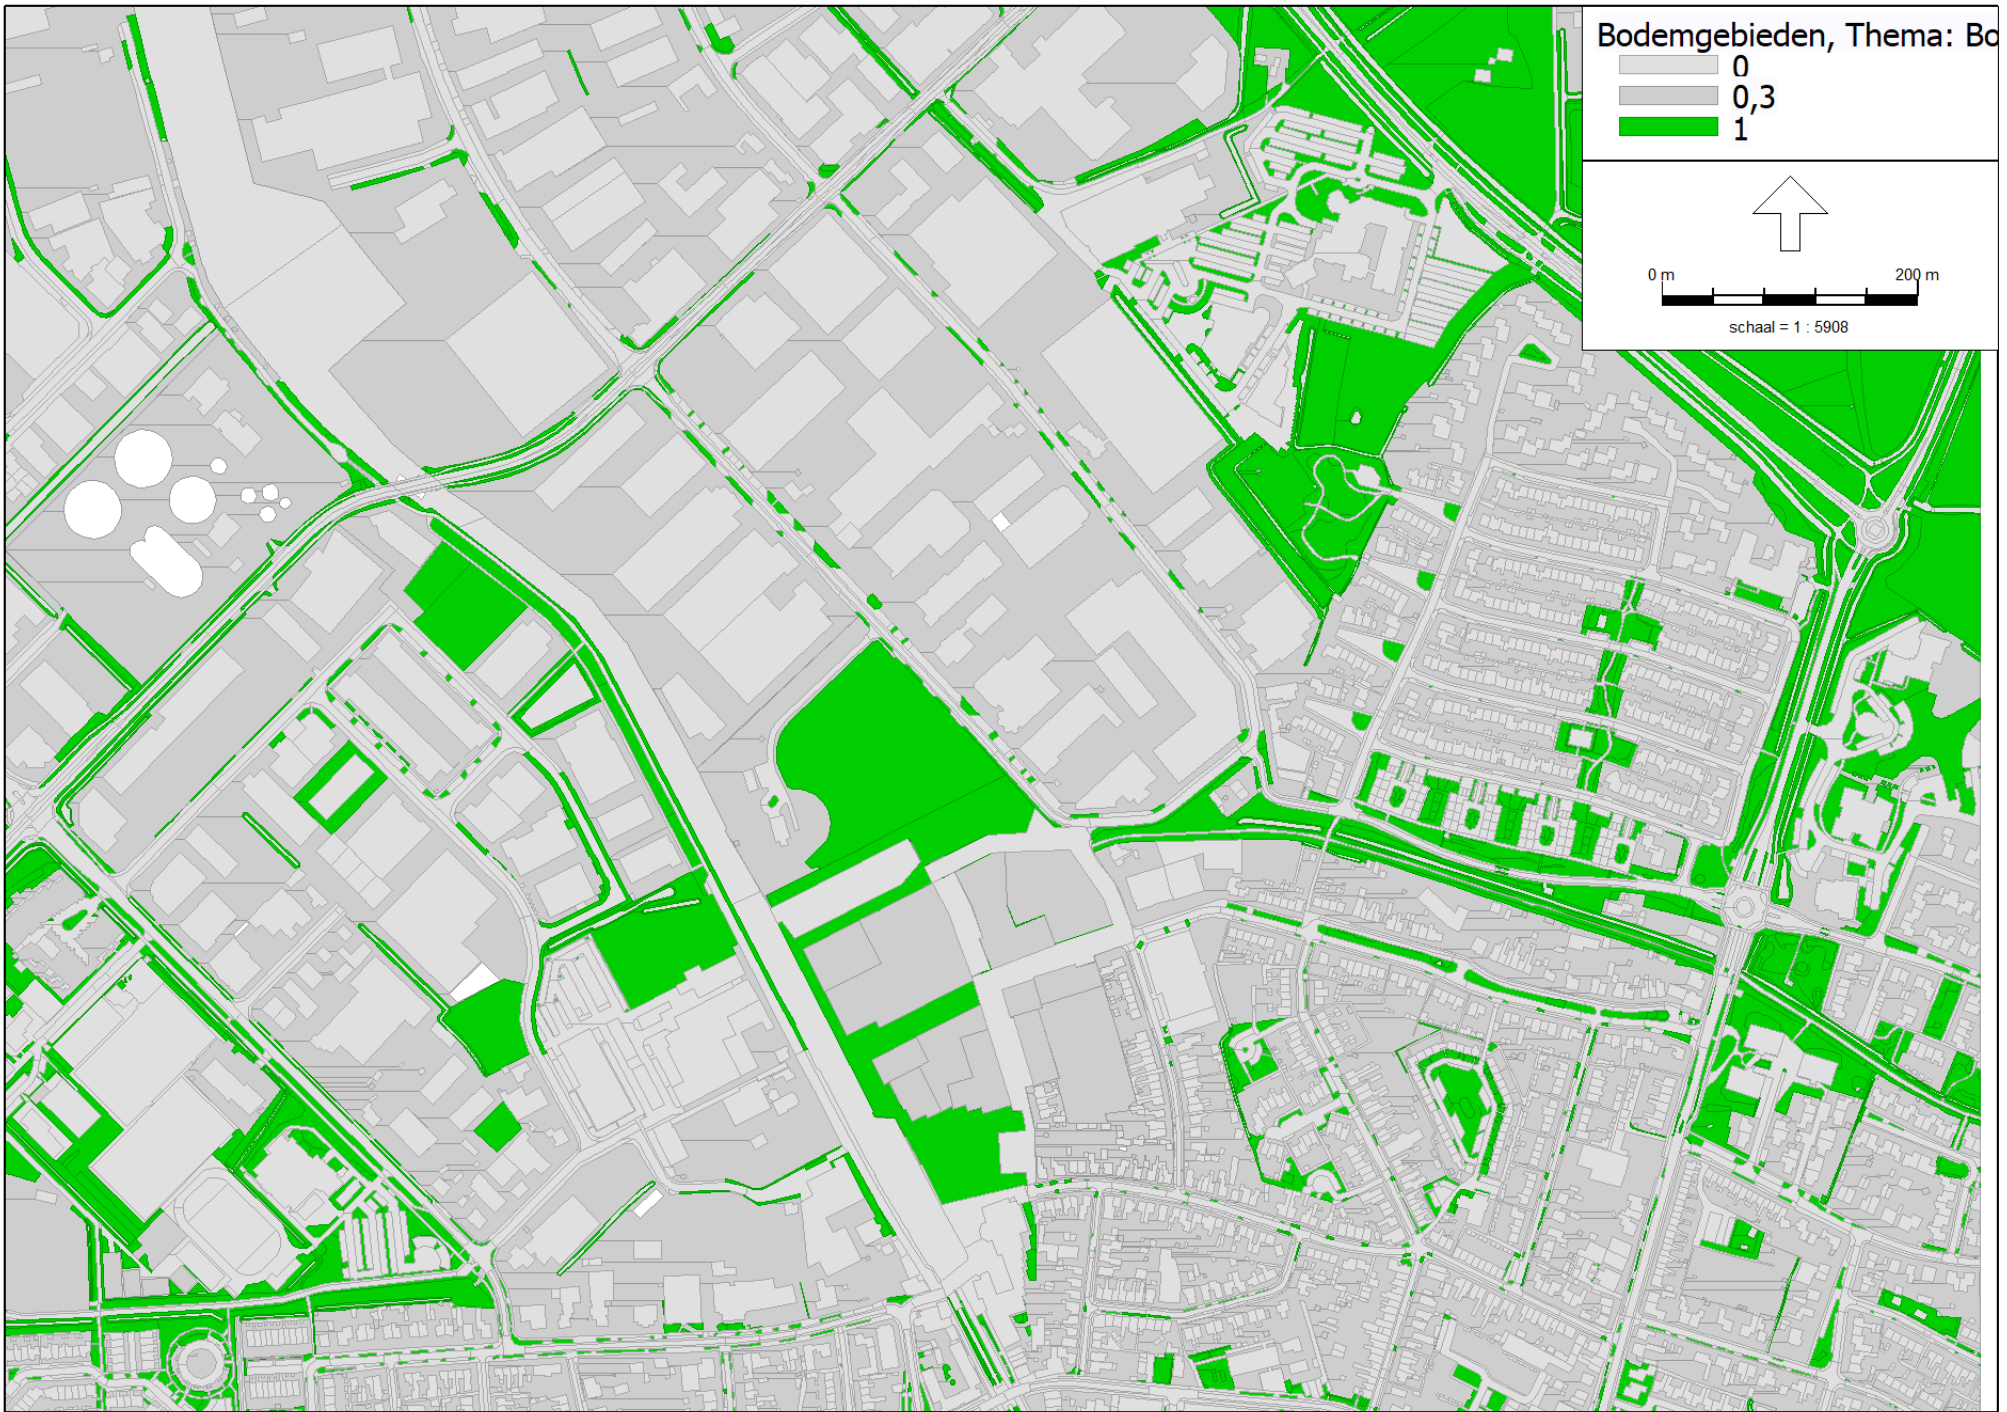 Bodemgebieden, Thema: Bo
0
0,3
1
0 m 200 m
schaal = 1 : 5908